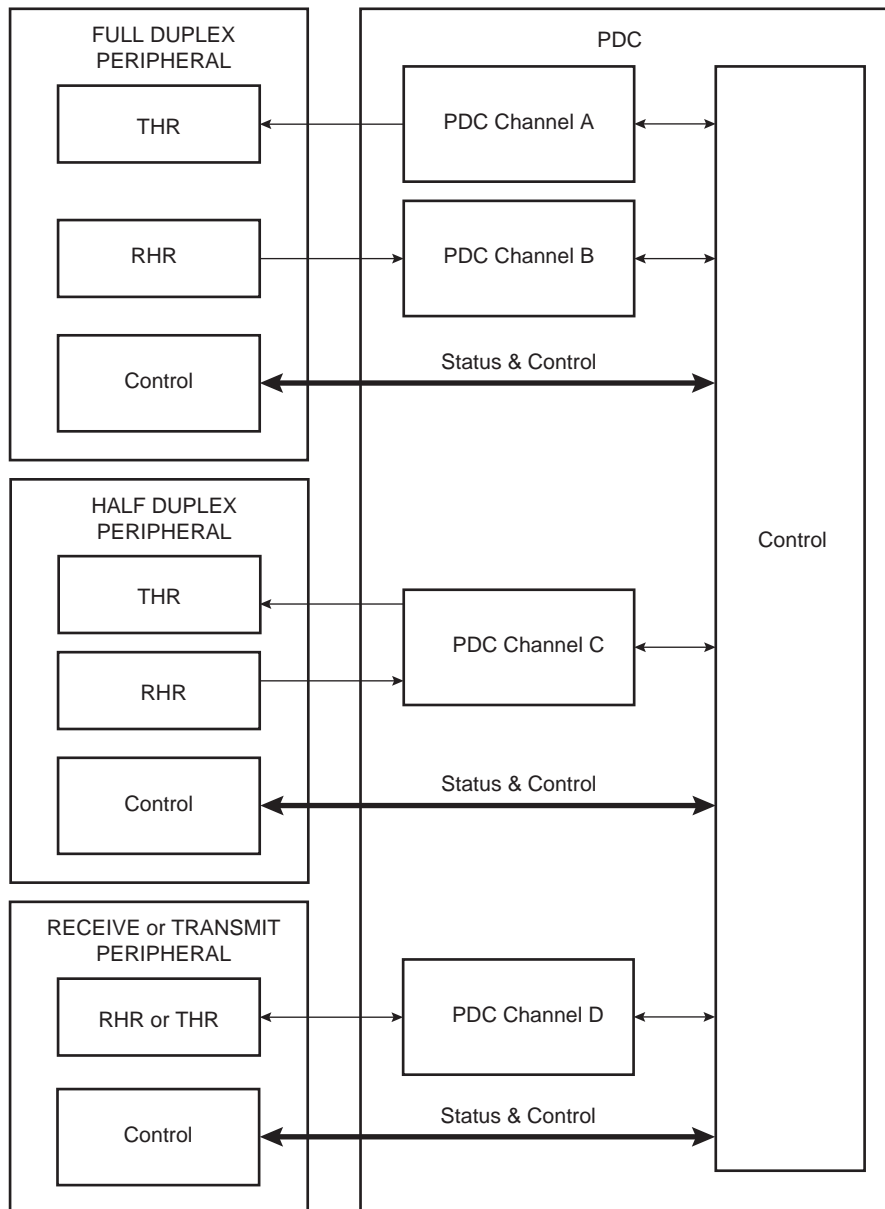 FULL DUPLEX
PERIPHERAL
THR
RHR
Control
PDC
PDC Channel A
PDC Channel B
Status & Control
HALF DUPLEX
PERIPHERAL
THR
RHR
Control
PDC Channel C
Status & Control
Control
RECEIVE or TRANSMIT
PERIPHERAL
RHR or THR
Control
PDC Channel D
Status & Control